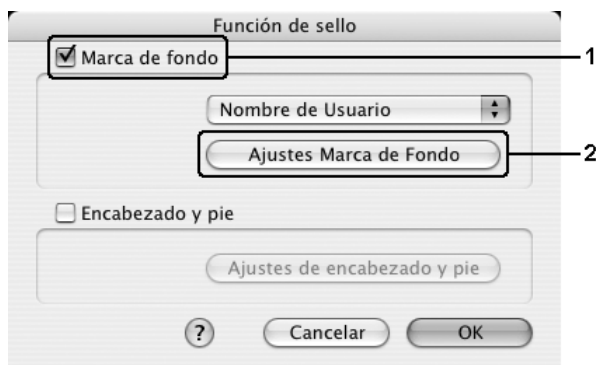 Función de sello
Marca de fondo
1
Nombre de Usuario
Ajustes Marca de Fondo
2
Encabezado y pie
Ajustes de encabezado y pie
? Cancelar OK